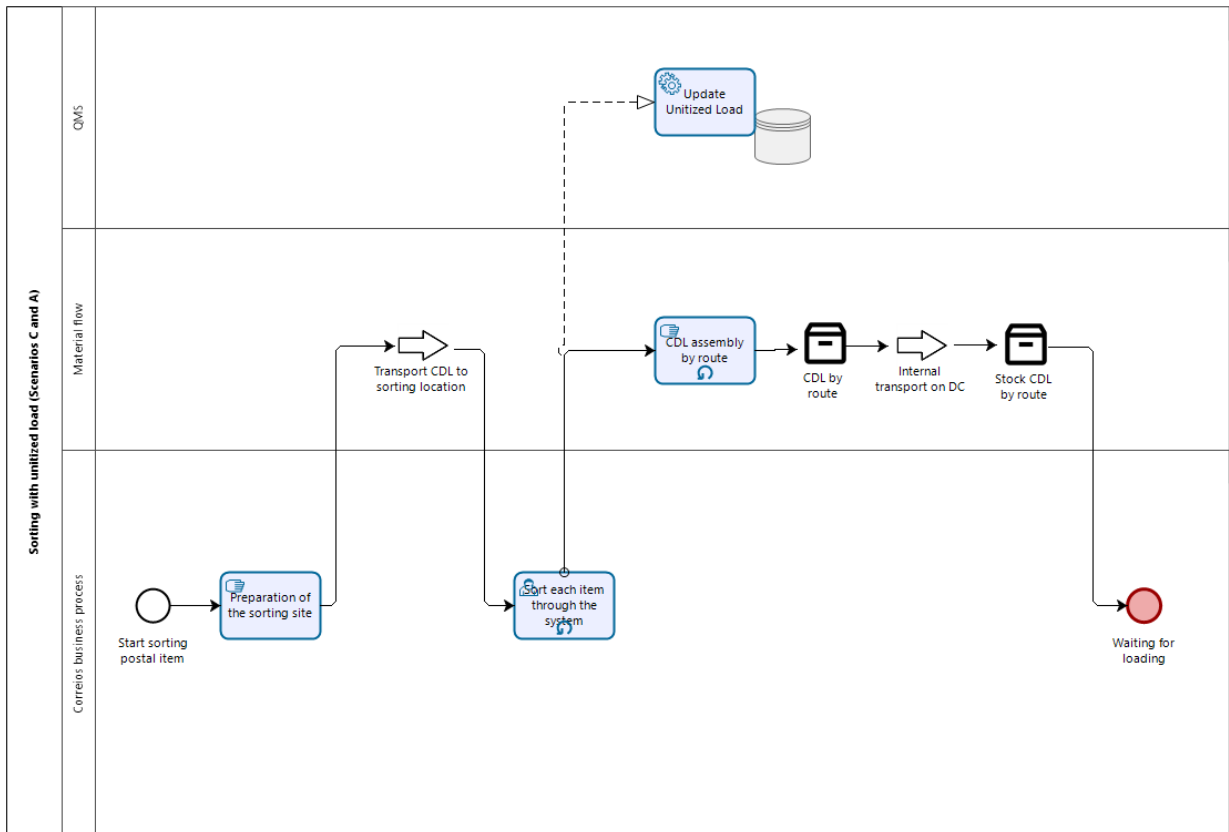 Sorting with unitized load (Scenarios C and A)
QMS
Update
Unitized Load
Material flow
Transport CDL to
sorting location
CDL assembly
by route
CDL by
route
Internal
transport on DC
Stock CDL
by route
Correios business process
Start sorting
postal item
Preparation of
the sorting site
Sort each item
through the
system
Waiting for
loading